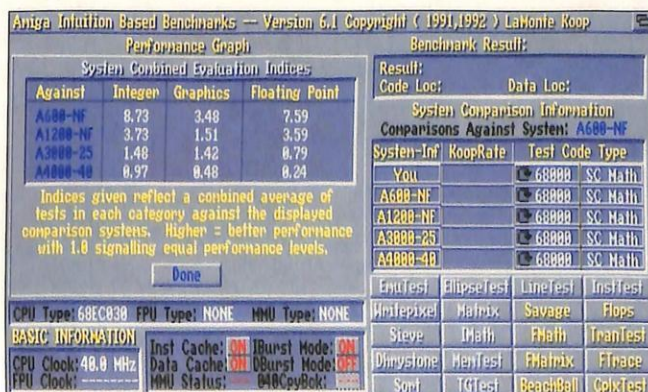 Amiga Intuition Based Benchmarks -- Version 6.1 Copyright ( 1991,1992 ) LaMonte Koop
Performance Graph
System Combined Evaluation Indices
Against Integer Graphics Floating Point
A600-NF 8.73 3.48 7.59
A1200-NF 3.73 1.51 3.59
A3000-25 1.48 1.42 0.79
A4000-40 0.97 0.48 0.24
Indices given reflect a combined average of
tests in each category against the displayed
comparison systems. Higher = better performance
with 1.0 signalling equal performance levels.
Done
CPU Type: 68EC030 FPU Type: NONE MMU Type: NONE
BASIC INFORMATION
CPU Clock: 40.0 MHz
FPU Clock: --------
Inst Cache: ON IBurst Mode: ON
Data Cache: ON DBurst Mode: OFF
MMU Status: --- 040CpyBck: ---
Benchmark Result:
Result:
Code Loc: Data Loc:
System Comparison Information
Comparisons Against System: A600-NF
System-Inf KoopRate Test Code Type
You 68000 SC Math
A600-NF 68000 SC Math
A1200-NF 68000 SC Math
A3000-25 68000 SC Math
A4000-40 68000 SC Math
EmuTest EllipseTest LineTest InstTest
Writepixel Matrix Savage Flops
Sieve IMath FMath TranTest
Dhrystone MemTest FMatrix FTrace
Sort TGTest BeachBall CplxTest